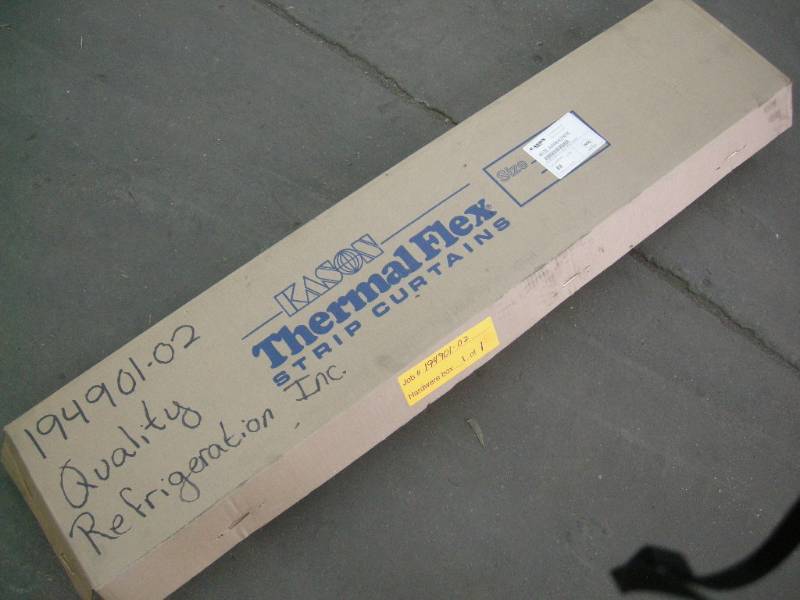 194901-02
Quality
Refrigeration Inc.
KASON
Thermal Flex
STRIP CURTAINS
Size
KASON
Job # 194901-02
Hardware box 1 of 1